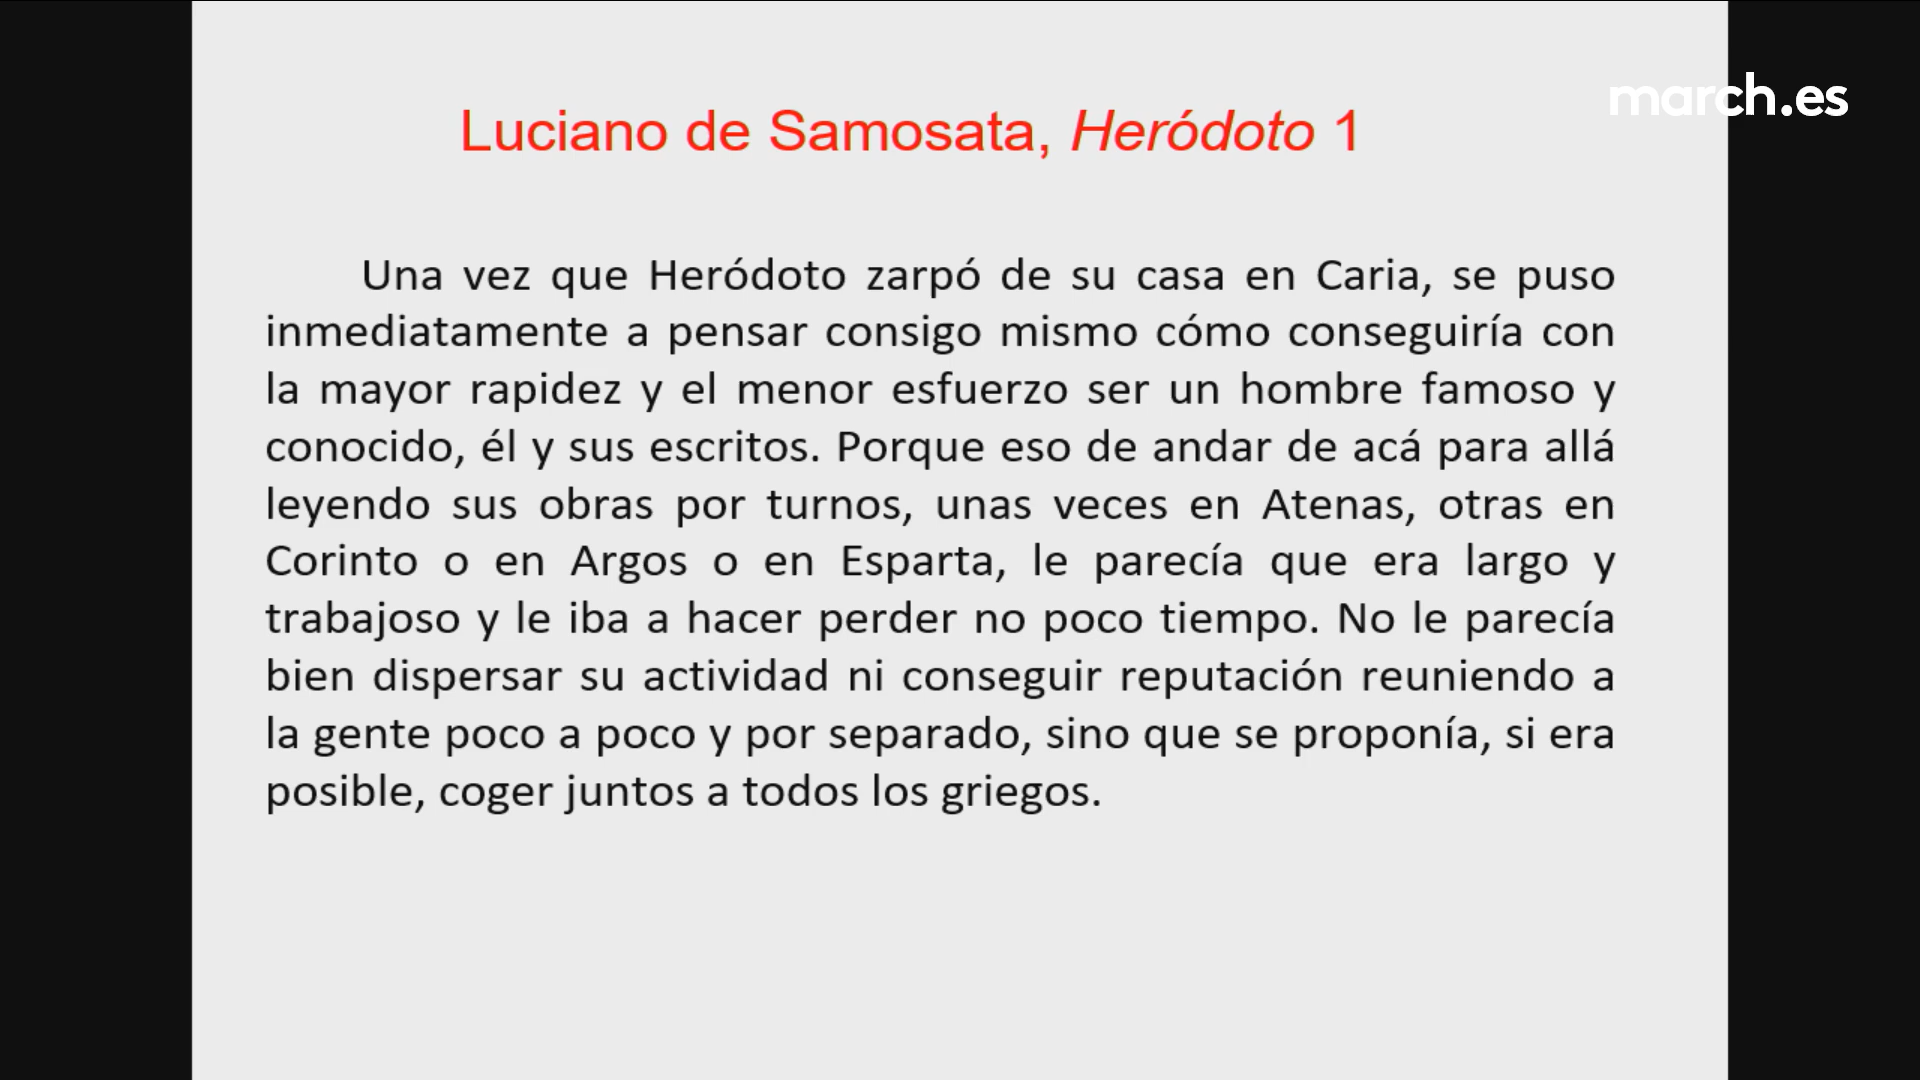 march.es
Luciano de Samosata, Heródoto 1
Una vez que Heródoto zarpó de su casa en Caria, se puso
inmediatamente a pensar consigo mismo cómo conseguiría con
la mayor rapidez y el menor esfuerzo ser un hombre famoso y
conocido, él y sus escritos. Porque eso de andar de acá para allá
leyendo sus obras por turnos, unas veces en Atenas, otras en
Corinto o en Argos o en Esparta, le parecía que era largo y
trabajoso y le iba a hacer perder no poco tiempo. No le parecía
bien dispersar su actividad ni conseguir reputación reuniendo a
la gente poco a poco y por separado, sino que se proponía, si era
posible, coger juntos a todos los griegos.